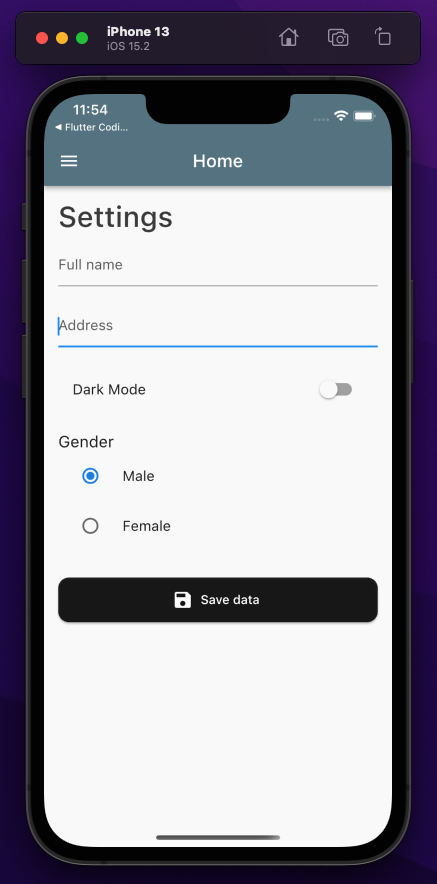 iPhone 13
iOS 15.2
11:54
◀ Flutter Codi...
Home
Settings
Full name
Address
Dark Mode
Gender
Male
Female
Save data